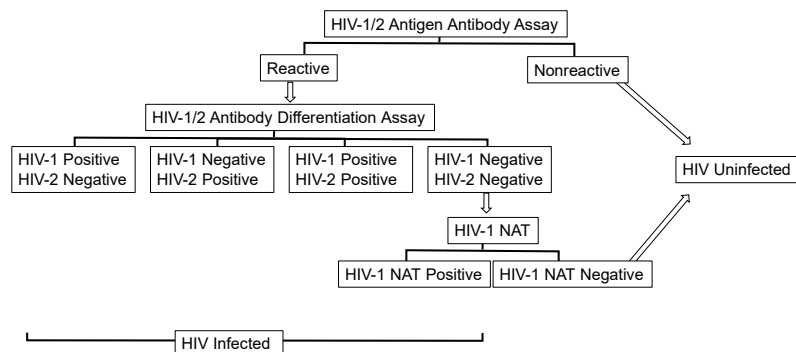 HIV-1/2 Antigen Antibody Assay
Reactive
Nonreactive
HIV-1/2 Antibody Differentiation Assay
HIV-1 Positive
HIV-2 Negative
HIV-1 Negative
HIV-2 Positive
HIV-1 Positive
HIV-2 Positive
HIV-1 Negative
HIV-2 Negative
HIV Uninfected
HIV-1 NAT
HIV-1 NAT Positive
HIV-1 NAT Negative
HIV Infected